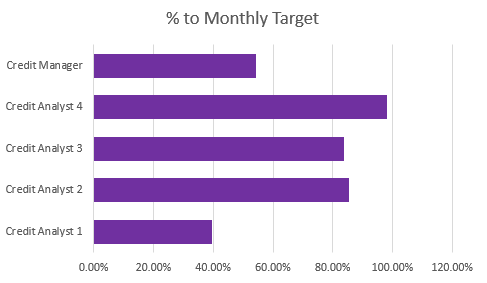 % to Monthly Target
Credit Manager
Credit Analyst 4
Credit Analyst 3
Credit Analyst 2
Credit Analyst 1
0.00% 20.00% 40.00% 60.00% 80.00% 100.00% 120.00%